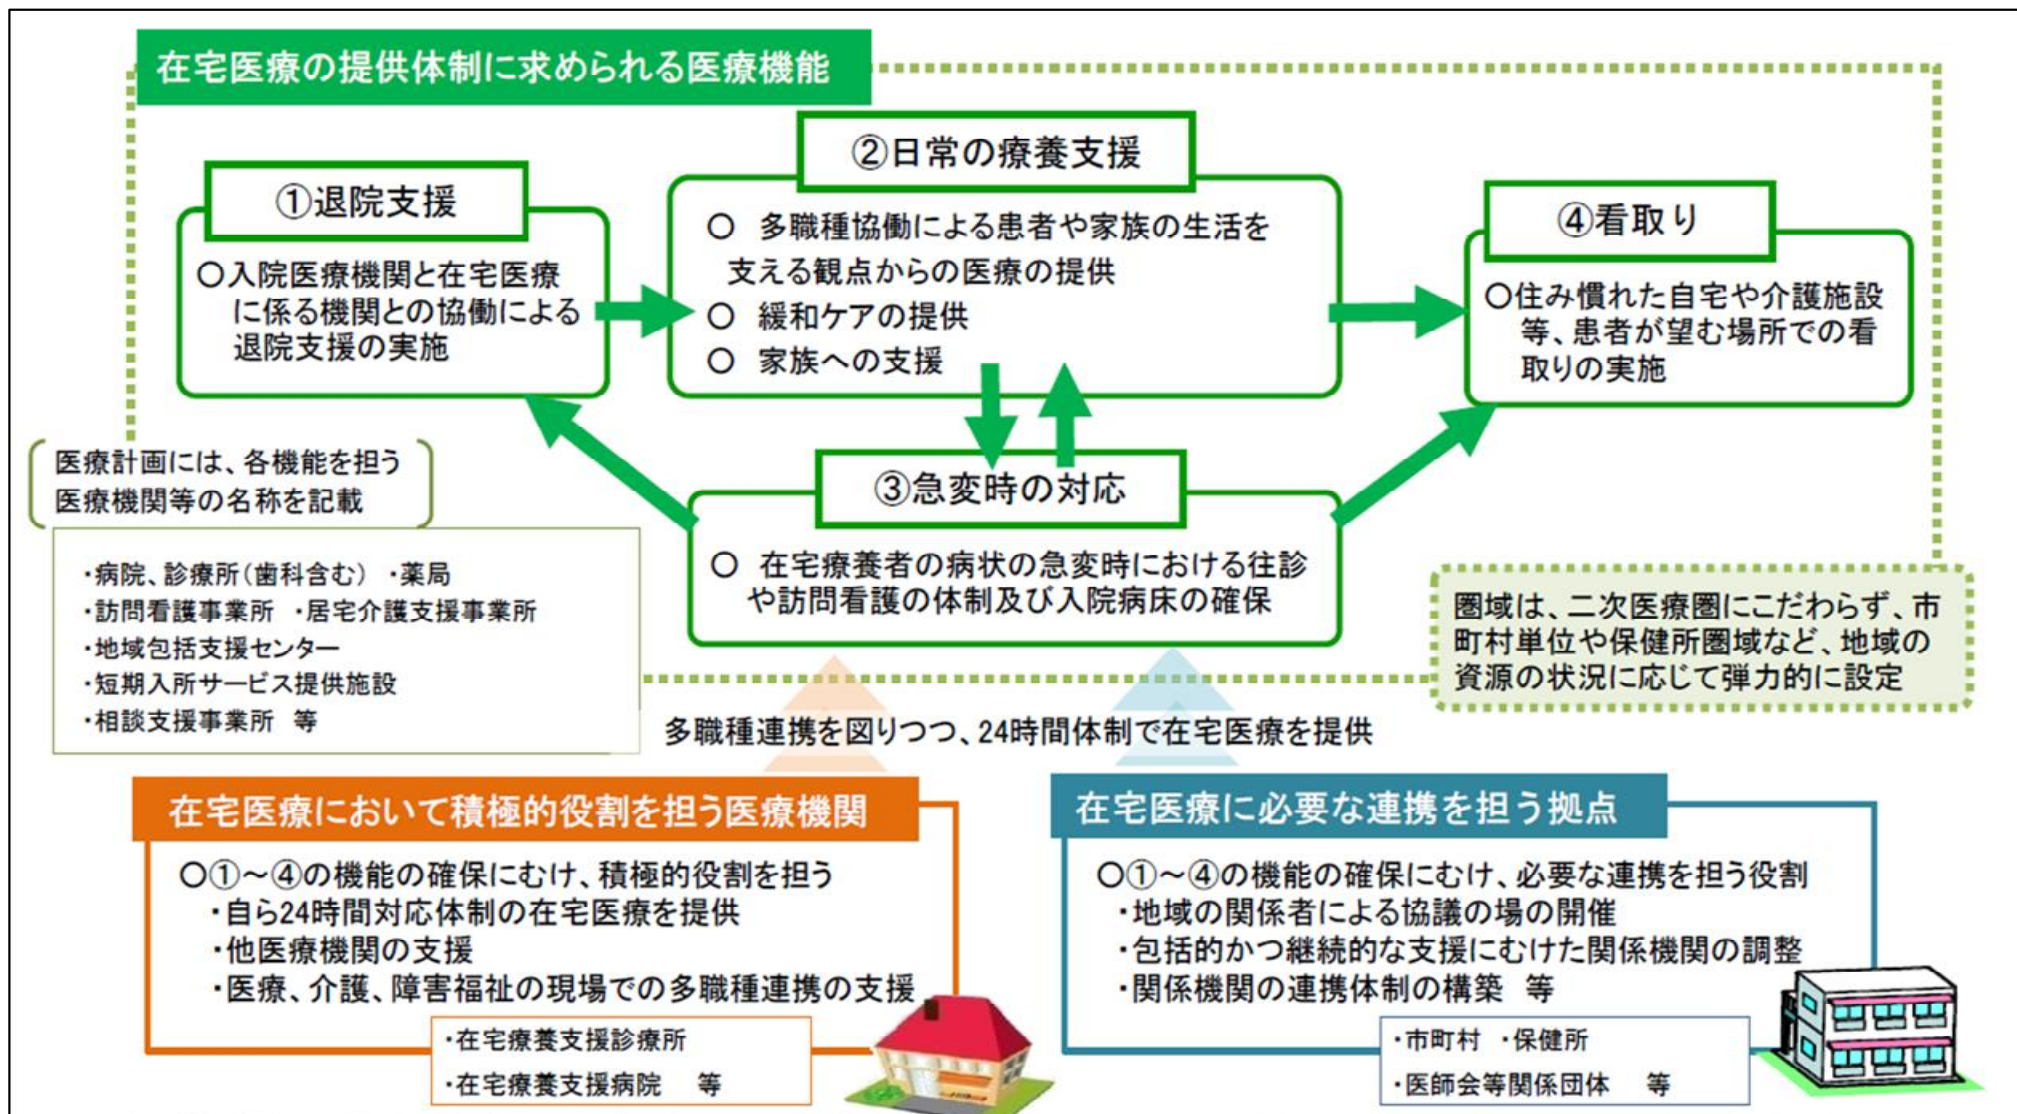 在宅医療の提供体制に求められる医療機能
①退院支援
〇入院医療機関と在宅医療
に係る機関との協働による
退院支援の実施
②日常の療養支援
〇 多職種協働による患者や家族の生活を
支える観点からの医療の提供
〇 緩和ケアの提供
〇 家族への支援
④看取り
〇住み慣れた自宅や介護施設
等、患者が望む場所での看
取りの実施
③急変時の対応
〇 在宅療養者の病状の急変時における往診
や訪問看護の体制及び入院病床の確保
医療計画には、各機能を担う
医療機関等の名称を記載
・病院、診療所(歯科含む) ・薬局
・訪問看護事業所 ・居宅介護支援事業所
・地域包括支援センター
・短期入所サービス提供施設
・相談支援事業所 等
圏域は、二次医療圏にこだわらず、市
町村単位や保健所圏域など、地域の
資源の状況に応じて弾力的に設定
多職種連携を図りつつ、24時間体制で在宅医療を提供
在宅医療において積極的役割を担う医療機関
〇①～④の機能の確保にむけ、積極的役割を担う
・自ら24時間対応体制の在宅医療を提供
・他医療機関の支援
・医療、介護、障害福祉の現場での多職種連携の支援
・在宅療養支援診療所
・在宅療養支援病院 等
在宅医療に必要な連携を担う拠点
〇①～④の機能の確保にむけ、必要な連携を担う役割
・地域の関係者による協議の場の開催
・包括的かつ継続的な支援にむけた関係機関の調整
・関係機関の連携体制の構築 等
・市町村 ・保健所
・医師会等関係団体 等